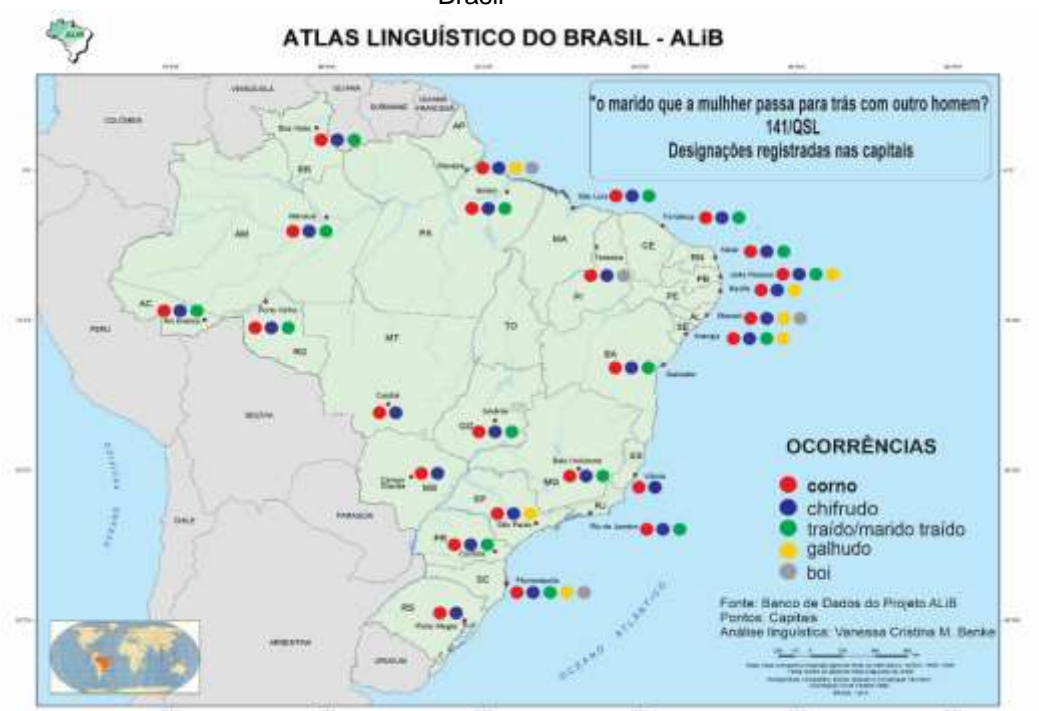 Brasil
ATLAS LINGUÍSTICO DO BRASIL - ALiB
ALiB
"o marido que a mulhher passa para trás com outro homem?
141/QSL
Designações registradas nas capitais
VENEZUELA
GUIANA
SURINAME
GUIANA FRANCESA
COLÔMBIA
Boa Vista
RR
AP
Macapá
Belém
São Luís
Fortaleza
Manaus
AM
PA
MA
Teresina
CE
RN
Natal
PB
João Pessoa
Recife
PI
PE
AL
Maceió
SE
Aracaju
AC
Rio Branco
Porto Velho
RO
MT
TO
BA
Salvador
PERU
BOLÍVIA
Cuiabá
GO
Goiânia
Campo Grande
MS
MG
Belo Horizonte
ES
Vitória
SP
São Paulo
RJ
Rio de Janeiro
PARAGUAI
CHILE
PR
Curitiba
SC
Florianópolis
RS
Porto Alegre
ARGENTINA
URUGUAI
OCEANO ATLÂNTICO
OCORRÊNCIAS
corno
chifrudo
traído/marido traído
galhudo
boi
Fonte: Banco de Dados do Projeto ALiB
Pontos: Capitais
Análise linguística: Vanessa Cristina M. Benke